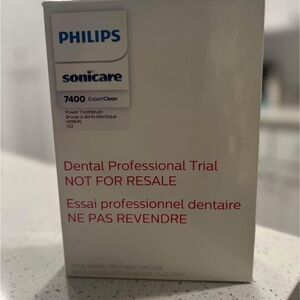 PHILIPS
sonicare
7400 ExpertClean
Power Toothbrush
Brosse à dents électrique
/02
Dental Professional Trial
NOT FOR RESALE
Essai professionnel dentaire
NE PAS REVENDRE